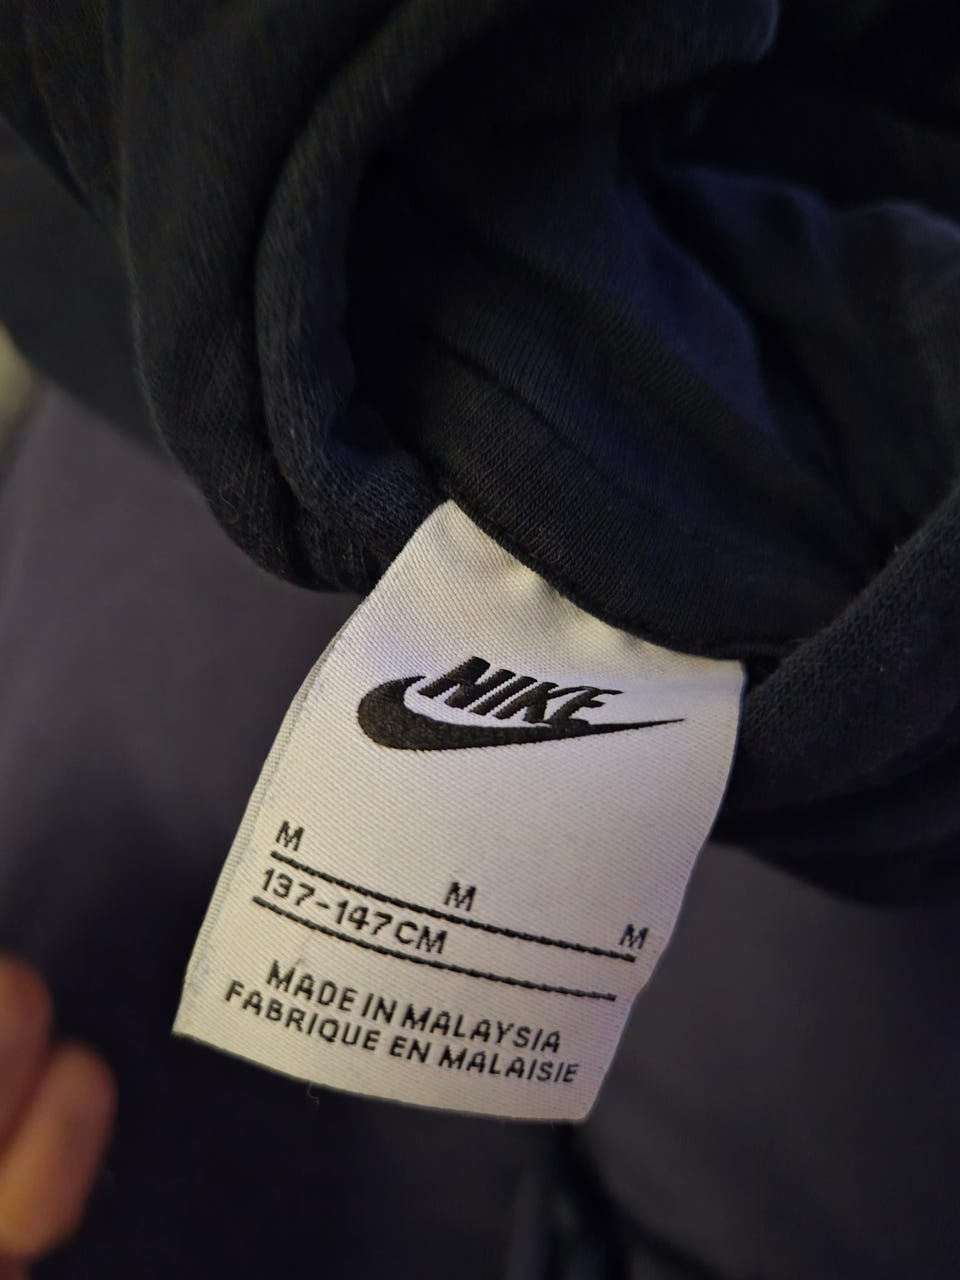 NIKE
M M M
137-147CM
MADE IN MALAYSIA
FABRIQUE EN MALAISIE